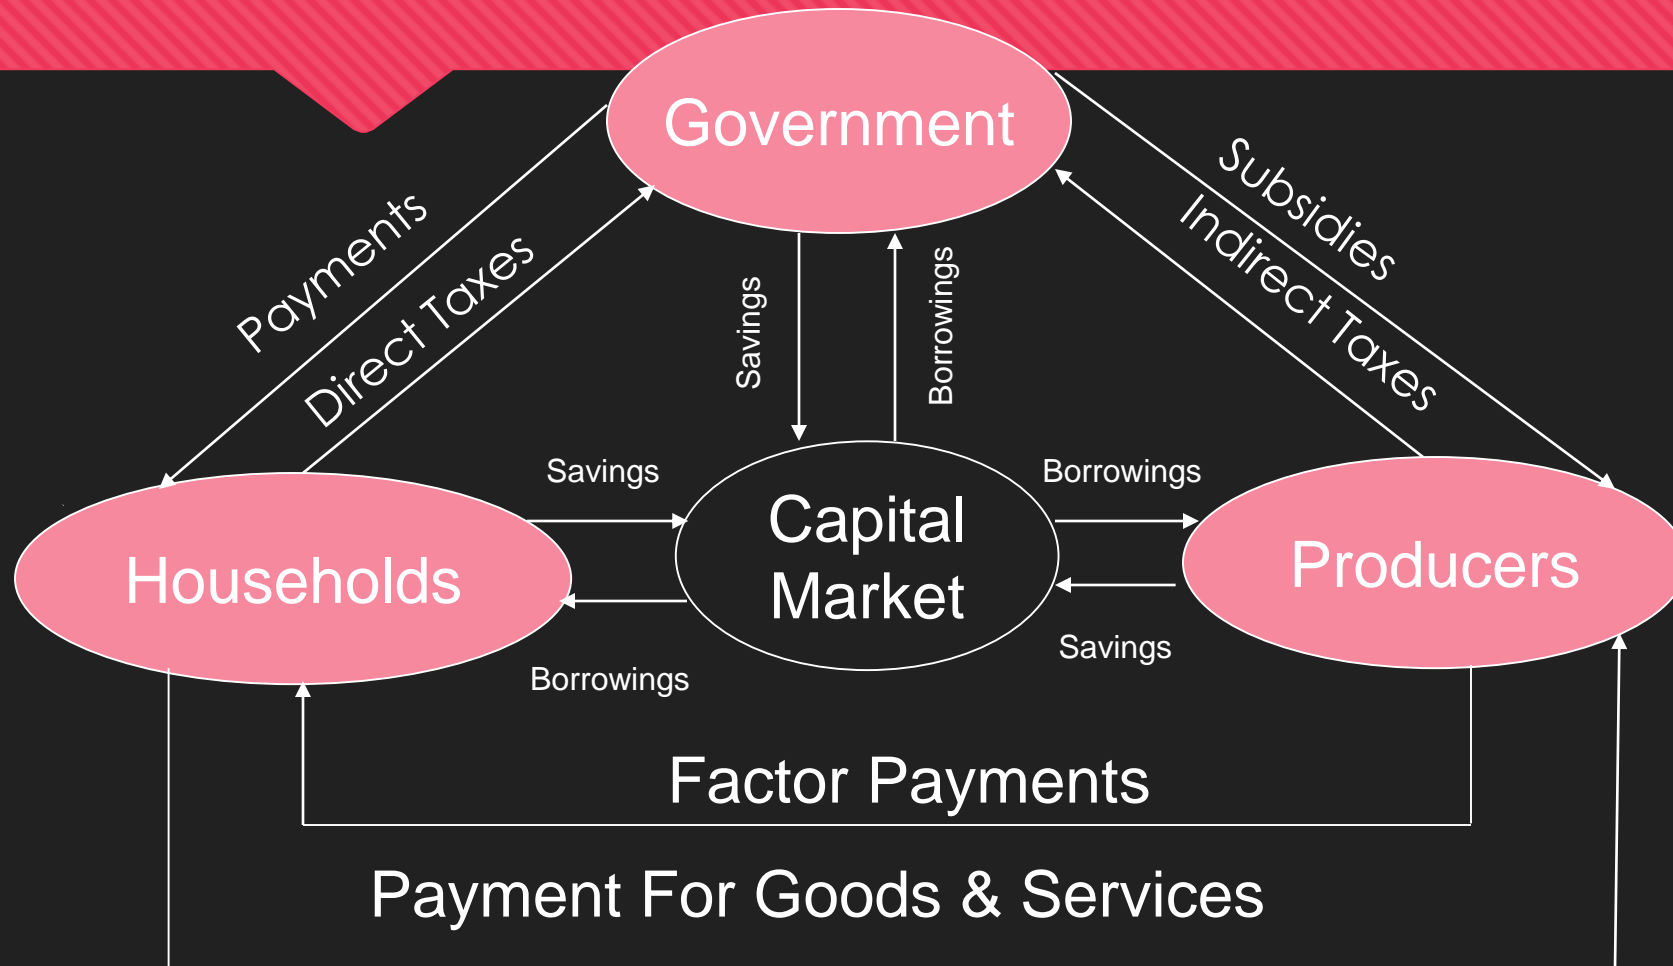 Government
Payments
Direct Taxes
Subsidies
Indirect Taxes
Savings
Borrowings
Savings
Borrowings
Capital
Market
Households
Producers
Savings
Borrowings
Factor Payments
Payment For Goods & Services